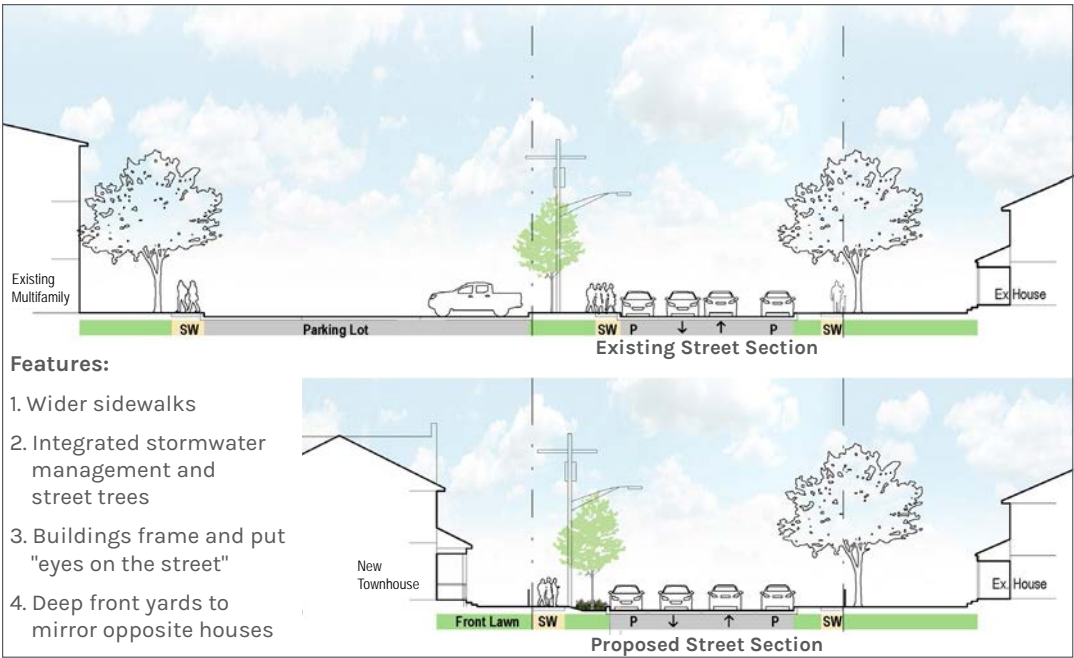 Existing
Multifamily
Ex. House
SW
Parking Lot
SW
P
↓
↑
P
SW
Existing Street Section
Features:
1. Wider sidewalks
2. Integrated stormwater
management and
street trees
3. Buildings frame and put
"eyes on the street"
4. Deep front yards to
mirror opposite houses
New
Townhouse
Ex. House
Front Lawn
SW
P
↓
↑
P
SW
Proposed Street Section